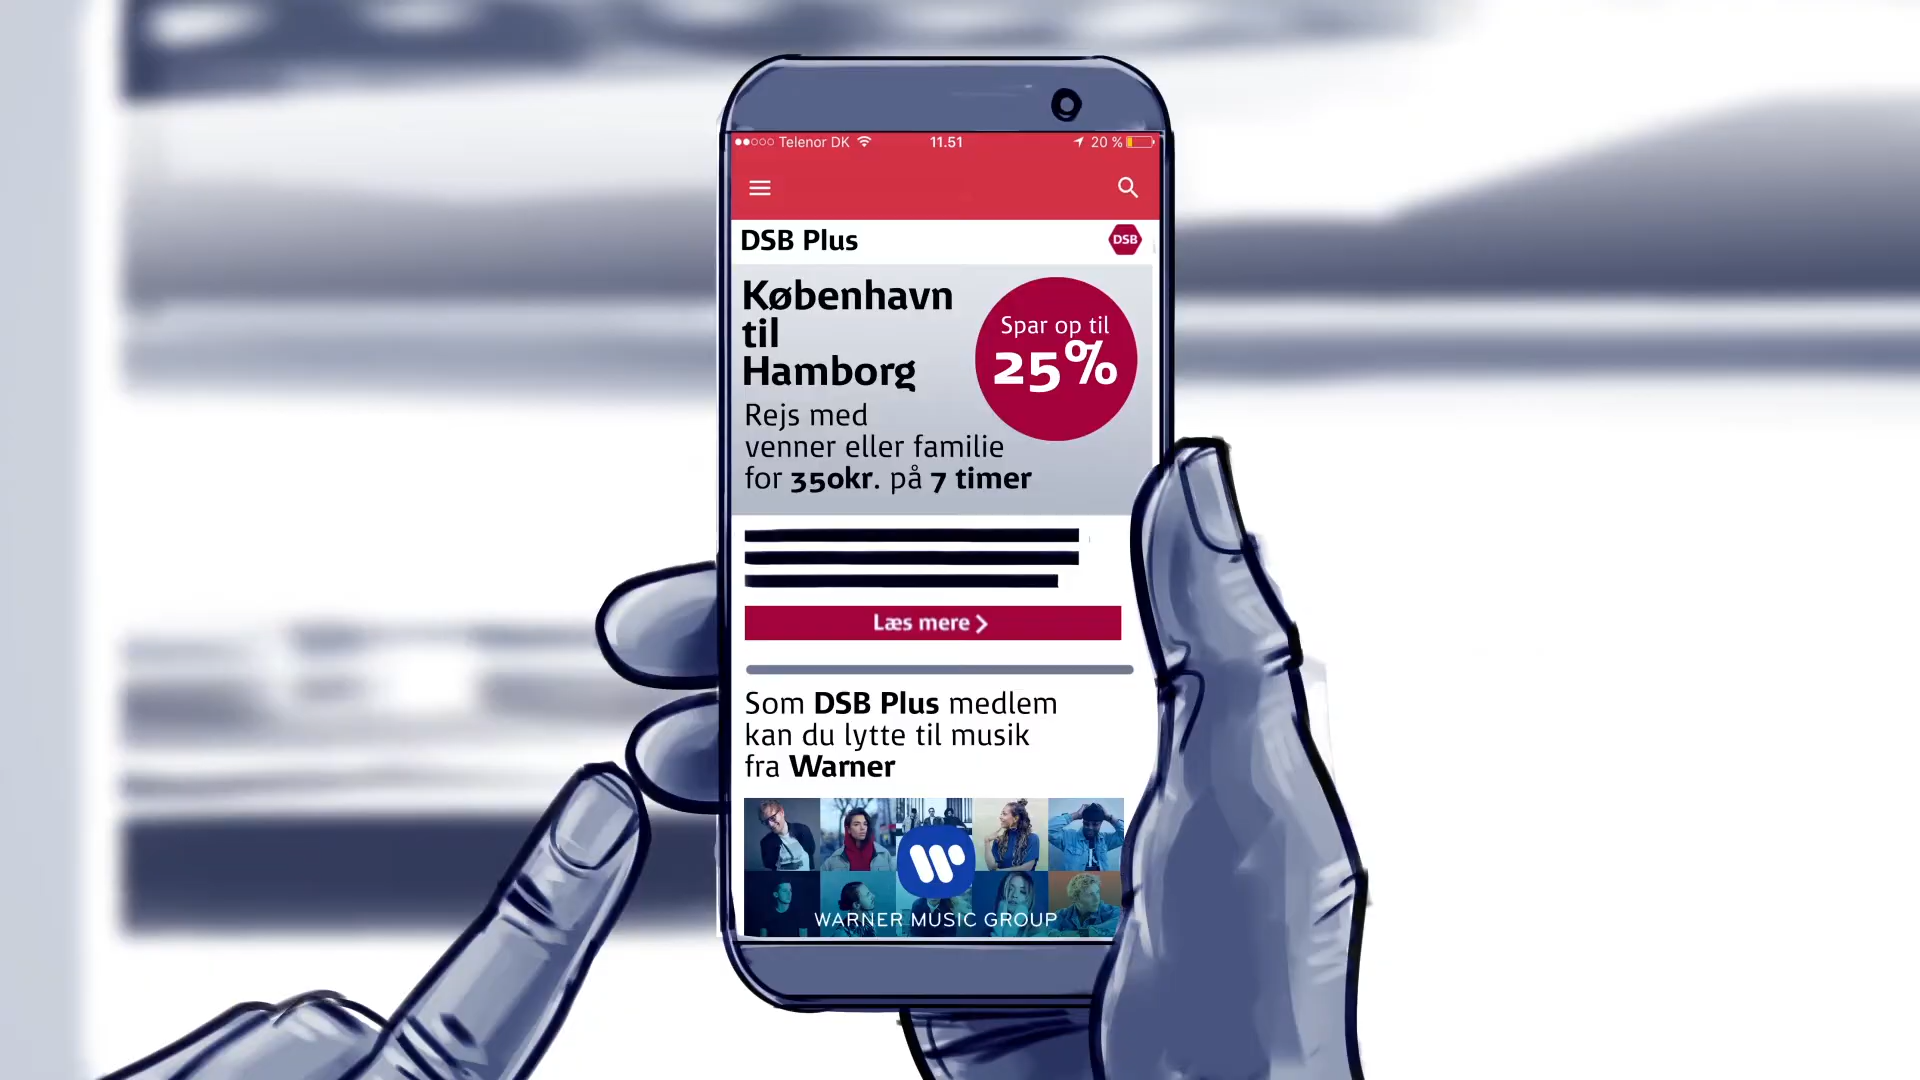 Telenor DK 11.51 20 %
DSB Plus DSB
København
til
Hamborg
Spar op til
25%
Rejs med
venner eller familie
for 350kr. på 7 timer
Læs mere >
Som DSB Plus medlem
kan du lytte til musik
fra Warner
WARNER MUSIC GROUP